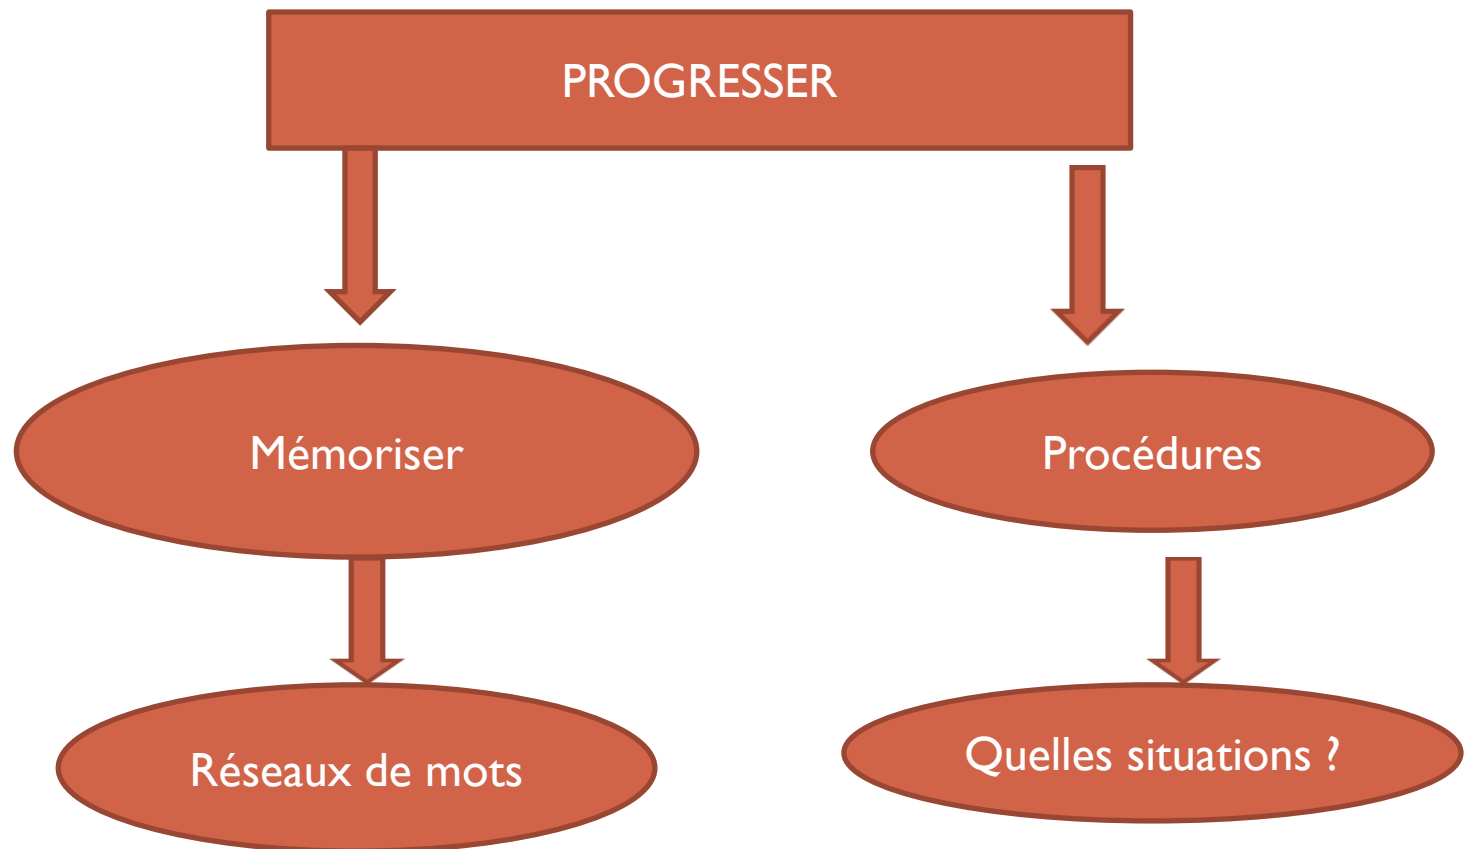 PROGRESSER
Mémoriser
Procédures
Réseaux de mots
Quelles situations ?